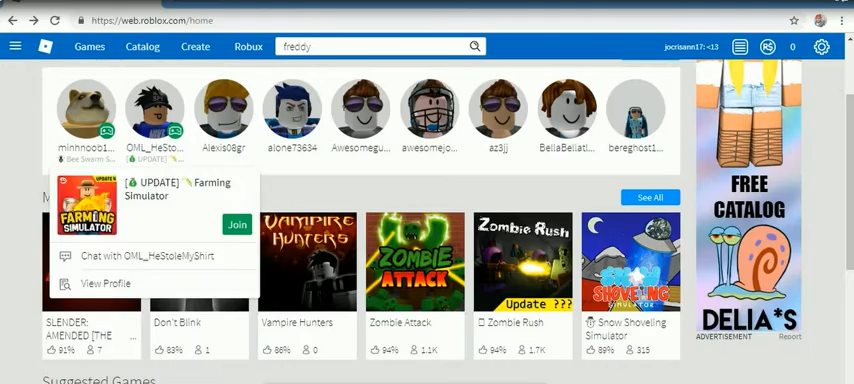 https://web.roblox.com/home
Games
Catalog
Create
Robux
freddy
jocrisann17: <13
0
minhnoob1...
OML_HeSto...
Alexis08gr
alone73634
Awesomegu...
awesomejo...
az3jj
BellaBellatl...
bereghost1...
Bee Swarm S...
[UPDATE]
[UPDATE] Farming
Simulator
Join
Chat with OML_HeStoleMyShirt
View Profile
UPDATE
FARMING
SIMULATOR
See All
VAMPIRE
HUNTERS
ZOMBIE
ATTACK
Zombie Rush
Update ???
SNOW
SHOVELING
SIMULATOR
SLENDER:
AMENDED [THE ...
91% 7
Don't Blink
83% 1
Vampire Hunters
86% 0
Zombie Attack
94% 1.1K
Zombie Rush
94% 1.7K
Snow Shoveling
Simulator
89% 315
FREE
CATALOG
DELIA*S
ADVERTISEMENT
Report
Suggested Games